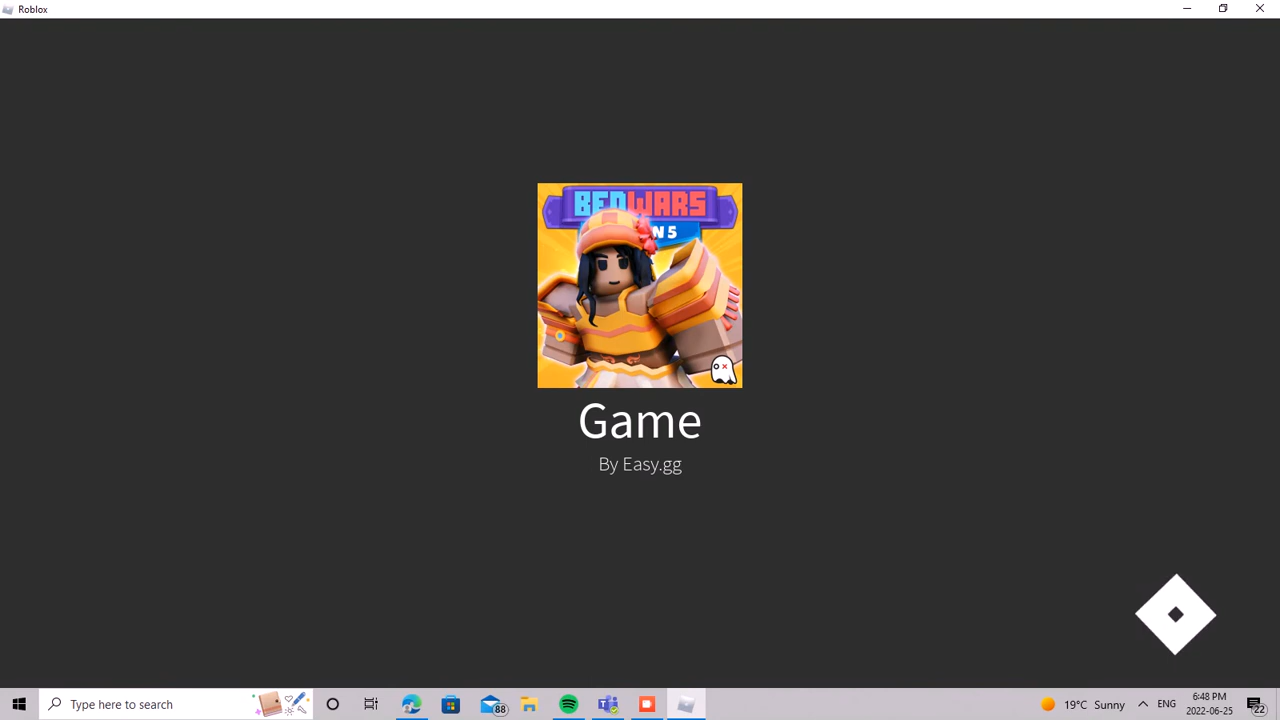 Roblox
BEDWARS
N 5
Game
By Easy.gg
Type here to search
88
19°C Sunny
ENG
6:48 PM
2022-06-25
22